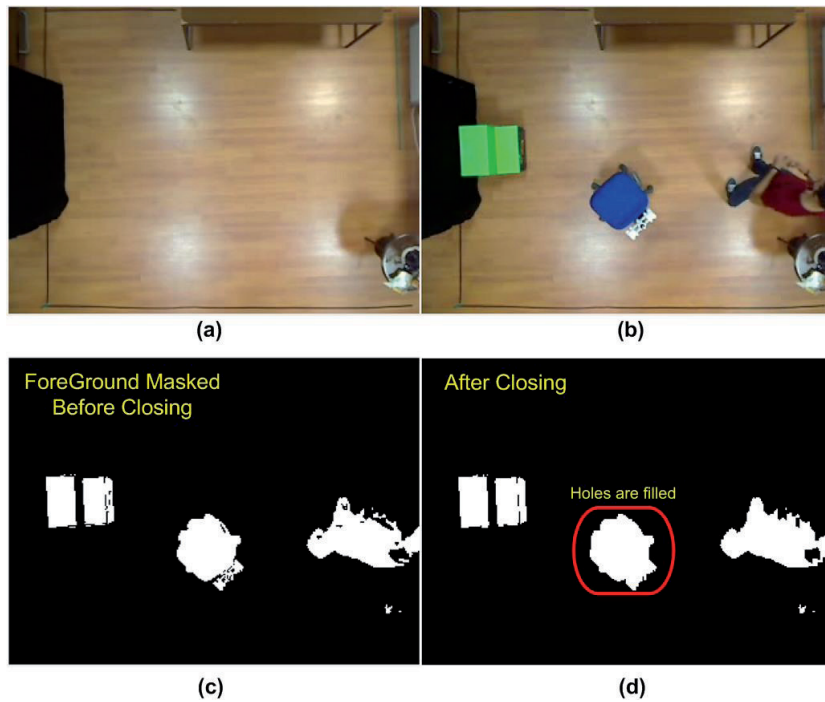 (a)
(b)
ForeGround Masked
Before Closing
After Closing
Holes are filled
(c)
(d)